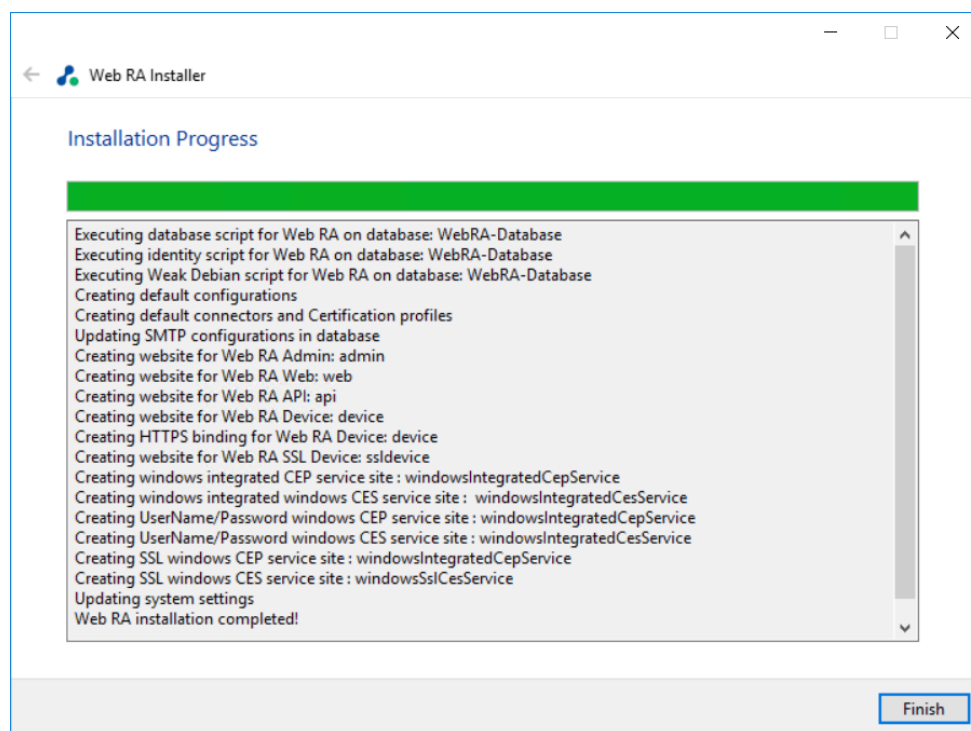 Web RA Installer
Installation Progress
Executing database script for Web RA on database: WebRA-Database
Executing identity script for Web RA on database: WebRA-Database
Executing Weak Debian script for Web RA on database: WebRA-Database
Creating default configurations
Creating default connectors and Certification profiles
Updating SMTP configurations in database
Creating website for Web RA Admin: admin
Creating website for Web RA Web: web
Creating website for Web RA API: api
Creating website for Web RA Device: device
Creating HTTPS binding for Web RA Device: device
Creating website for Web RA SSL Device: ssldevice
Creating windows integrated CEP service site : windowsIntegratedCepService
Creating windows integrated windows CES service site :  windowsIntegratedCesService
Creating UserName/Password windows CEP service site : windowsIntegratedCepService
Creating UserName/Password windows CES service site : windowsIntegratedCesService
Creating SSL windows CEP service site : windowsIntegratedCepService
Creating SSL windows CES service site : windowsSslCesService
Updating system settings
Web RA installation completed!
Finish